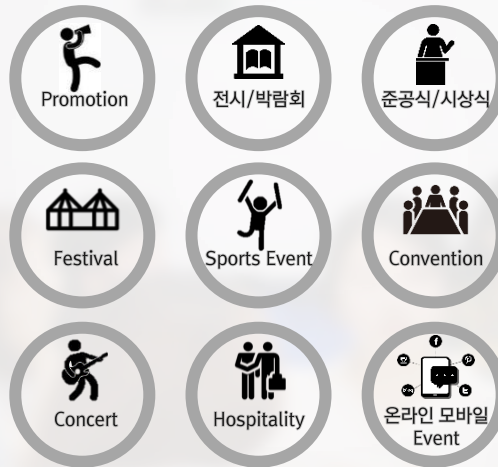 Promotion
전시/박람회
준공식/시상식
Festival
Sports Event
Convention
Concert
Hospitality
온라인 모바일
Event